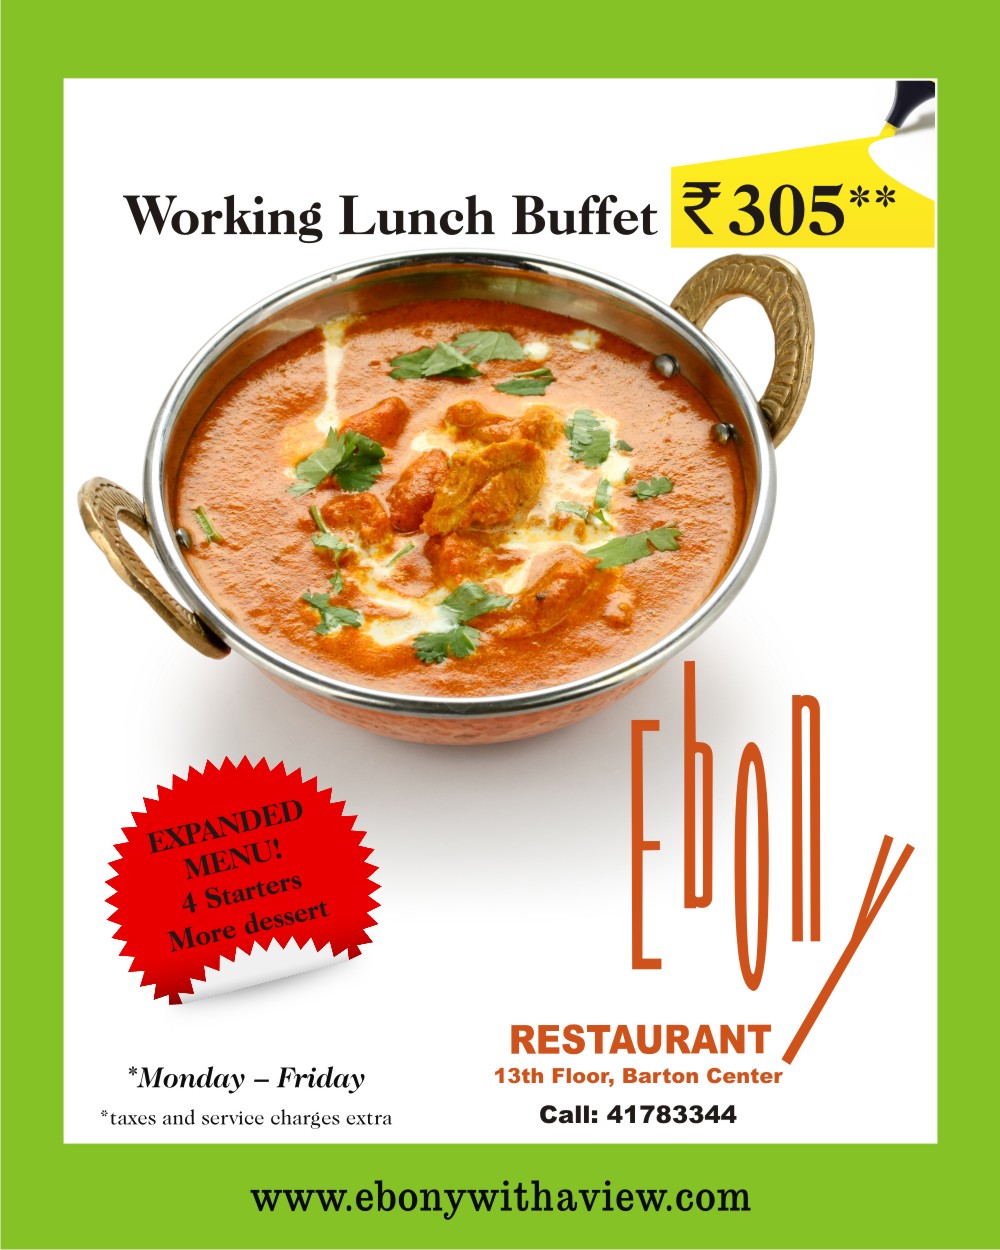 Working Lunch Buffet ₹305**
EXPANDED
MENU!
4 Starters
More dessert
Ebony
RESTAURANT
13th Floor, Barton Center
Call: 41783344
*Monday – Friday
*taxes and service charges extra
www.ebonywithaview.com